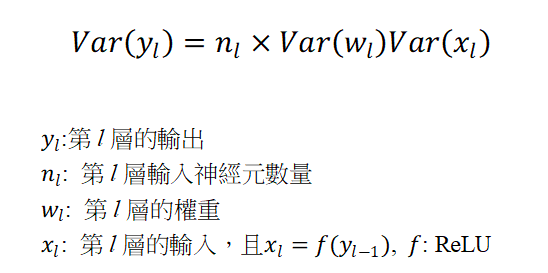 Var(y_l) = n_l × Var(w_l)Var(x_l)
y_l:第 l 層的輸出
n_l: 第 l 層輸入神經元數量
w_l: 第 l 層的權重
x_l: 第 l 層的輸入，且x_l = f(y_{l−1}), f: ReLU